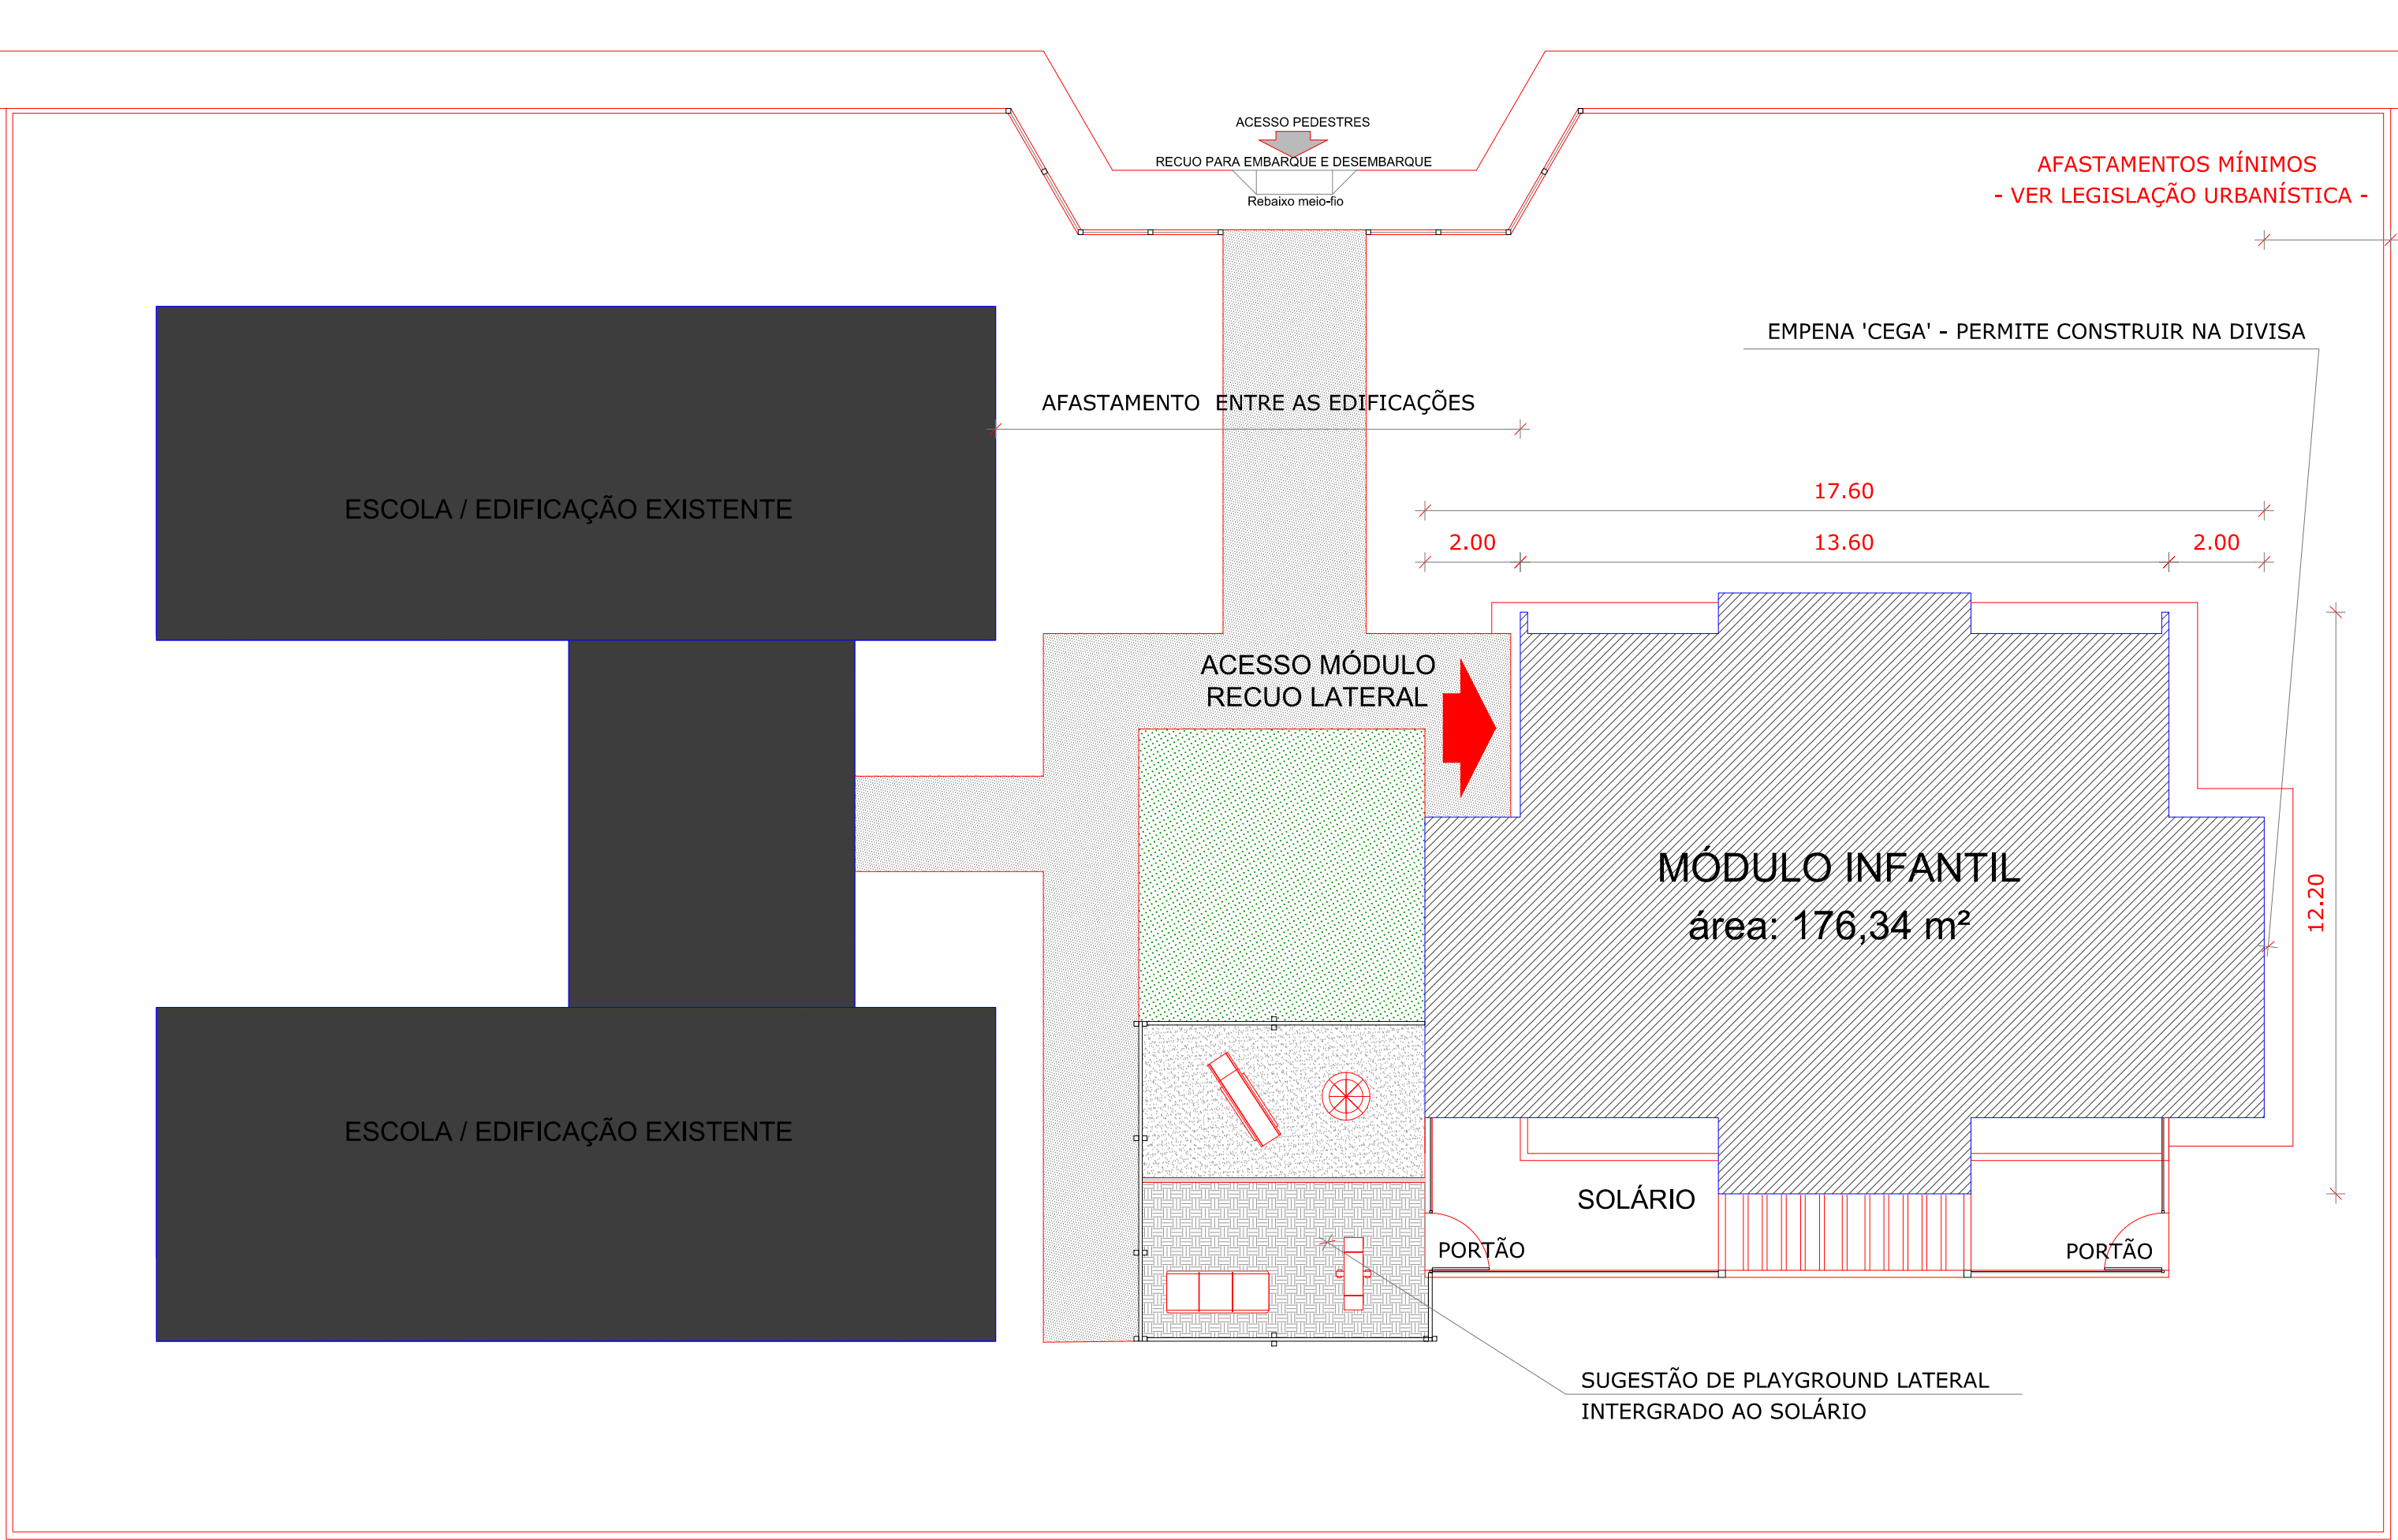 ACESSO PEDESTRES
RECUO PARA EMBARQUE E DESEMBARQUE
Rebaixo meio-fio
AFASTAMENTOS MÍNIMOS
- VER LEGISLAÇÃO URBANÍSTICA -
EMPENA 'CEGA' - PERMITE CONSTRUIR NA DIVISA
AFASTAMENTO ENTRE AS EDIFICAÇÕES
ESCOLA / EDIFICAÇÃO EXISTENTE
17.60
2.00
13.60
2.00
ACESSO MÓDULO
RECUO LATERAL
MÓDULO INFANTIL
área: 176,34 m²
12.20
ESCOLA / EDIFICAÇÃO EXISTENTE
SOLÁRIO
PORTÃO
PORTÃO
SUGESTÃO DE PLAYGROUND LATERAL
INTERGRADO AO SOLÁRIO